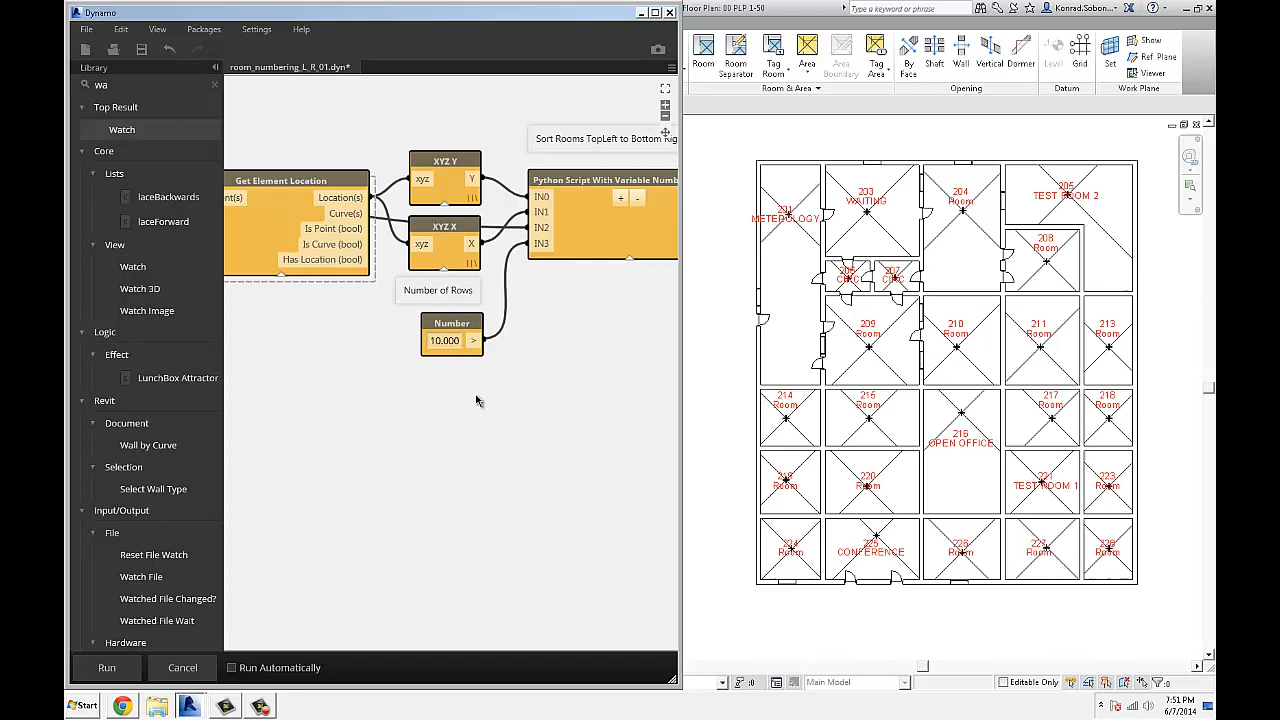 Dynamo
File Edit View Packages Settings Help
Library
room_numbering_L_R_01.dyn*
wa
Top Result
Watch
Core
Lists
laceBackwards
laceForward
View
Watch
Watch 3D
Watch Image
Logic
Effect
LunchBox Attractor
Revit
Document
Wall by Curve
Selection
Select Wall Type
Input/Output
File
Reset File Watch
Watch File
Watched File Changed?
Watched File Wait
Hardware
Get Element Location
Location(s)
Curve(s)
Is Point (bool)
Is Curve (bool)
Has Location (bool)
XYZ Y
xyz Y
XYZ X
xyz X
Number of Rows
Number
10.000 >
Sort Rooms TopLeft to Bottom
Python Script With Variable
IN0
IN1
IN2
IN3
+ -
Run Cancel Run Automatically
Floor Plan: 00 PLP 1-50
Type a keyword or phrase
Konrad.Sobon...
Room
Room Separator
Tag Room
Area
Area Boundary
Tag Area
By Face
Shaft
Wall
Vertical
Dormer
Level
Grid
Set
Show
Ref Plane
Viewer
Room & Area
Opening
Datum
Work Plane
203
WAITING
204
Room
205
TEST ROOM 2
208
Room
207
209
Room
210
Room
211
Room
213
Room
214
Room
215
Room
216
OPEN OFFICE
217
Room
218
Room
Room
220
Room
TEST ROOM 1
223
Room
Room
225
CONFERENCE
226
Room
227
Room
Room
:0
Main Model
Editable Only
:0
Start
7:51 PM
6/7/2014